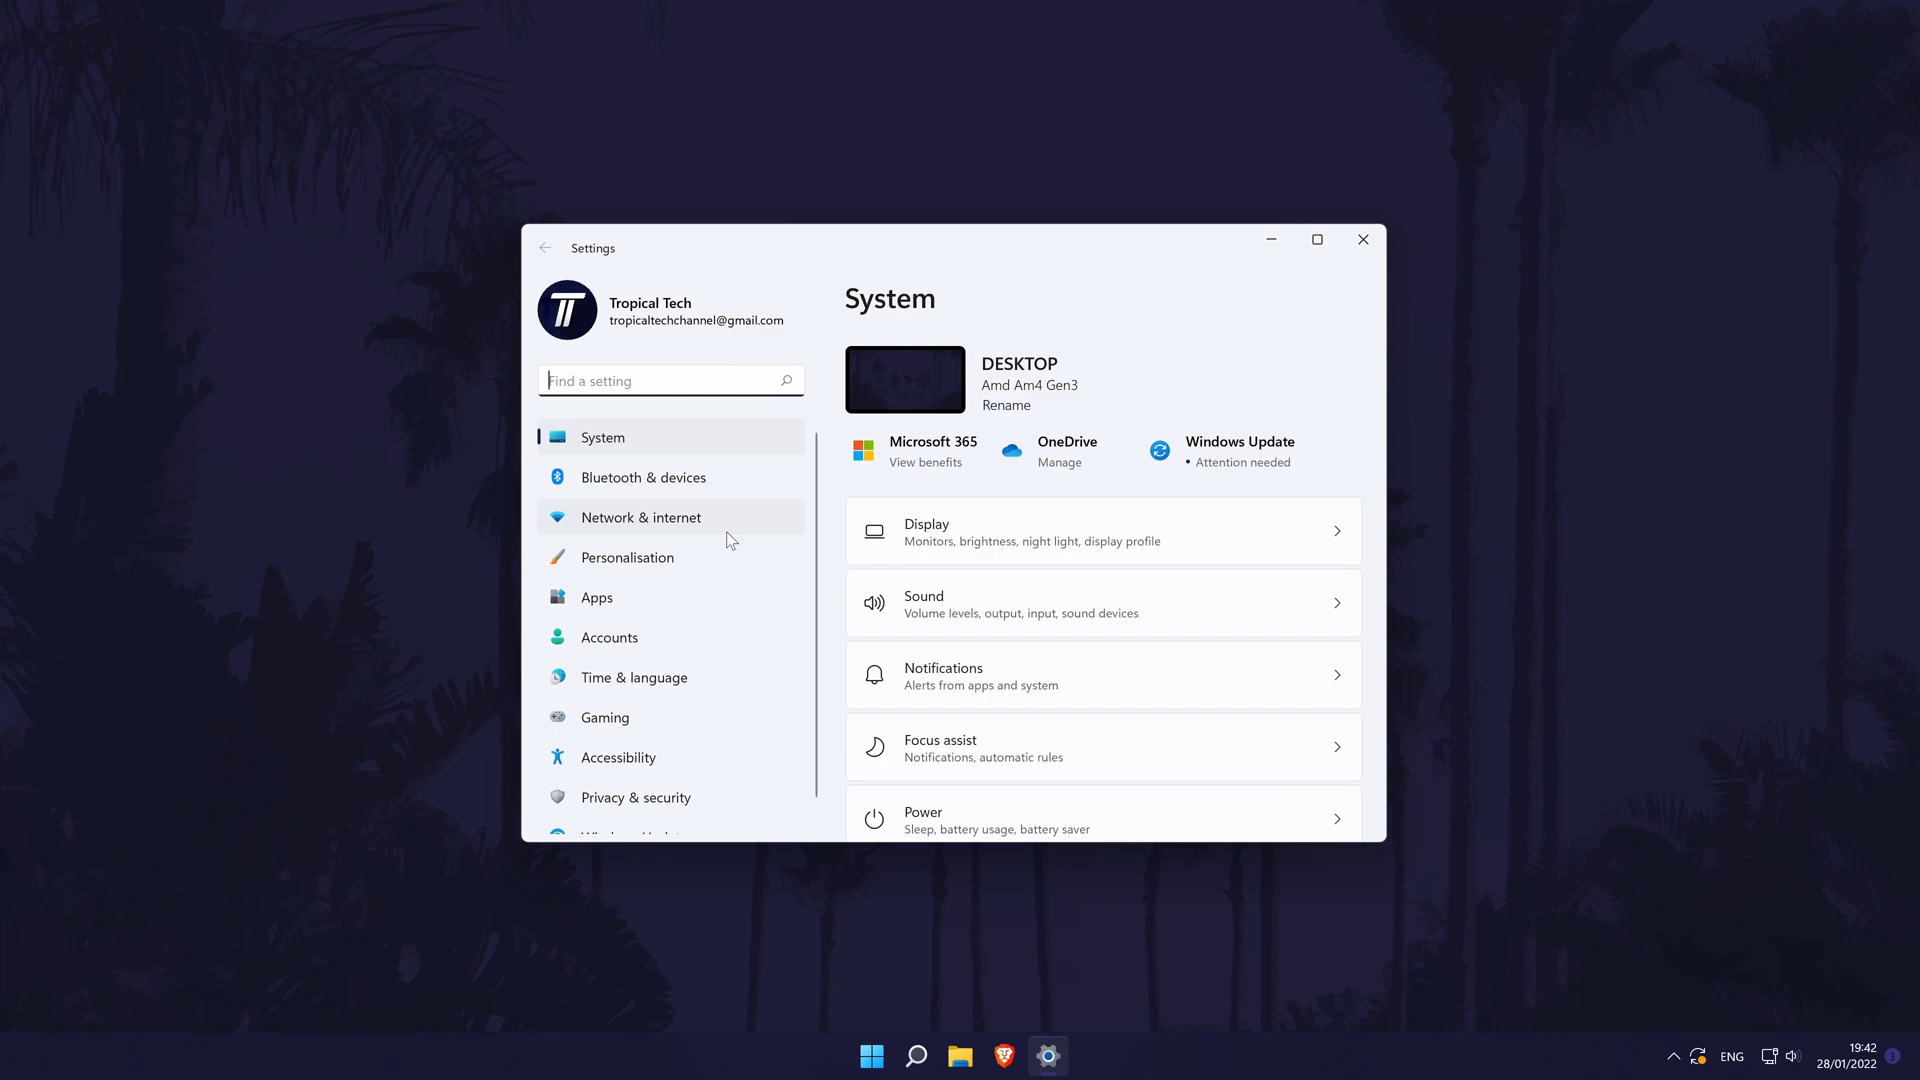 Settings
Tropical Tech
tropicaltechchannel@gmail.com
Find a setting
System
Bluetooth & devices
Network & internet
Personalisation
Apps
Accounts
Time & language
Gaming
Accessibility
Privacy & security
System
DESKTOP
Amd Am4 Gen3
Rename
Microsoft 365
View benefits
OneDrive
Manage
Windows Update
• Attention needed
Display
Monitors, brightness, night light, display profile
Sound
Volume levels, output, input, sound devices
Notifications
Alerts from apps and system
Focus assist
Notifications, automatic rules
Power
Sleep, battery usage, battery saver
ENG
19:42
28/01/2022
3